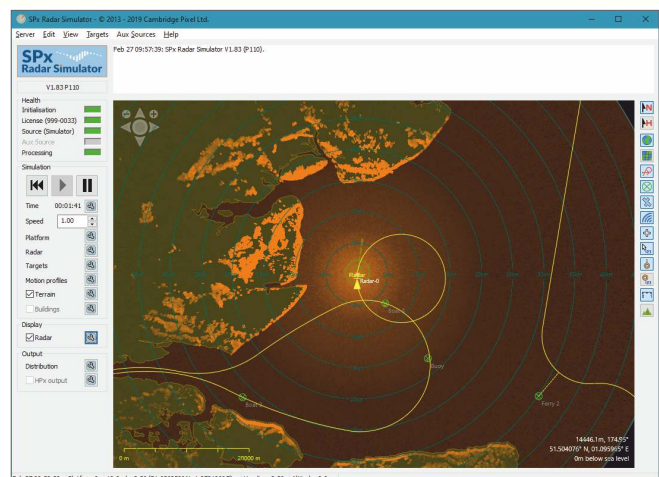 SPx Radar Simulator - © 2013 - 2019 Cambridge Pixel Ltd.
Server Edit View Targets Aux Sources Help
SPx
Radar Simulator
V1.83 P110
Feb 27 09:57:39: SPx Radar Simulator V1.83 (P110).
Health
Initialisation
License (999-0033)
Source (Simulator)
Aux Source
Processing
Simulation
Time 00:01:41
Speed 1.00
Platform
Radar
Targets
Motion profiles
Terrain
Buildings
Display
Radar
Output
Distribution
HPx output
N
H
Radar-0
Buoy
Ferry 2
0 m
20000 m
14446.1m, 174.95°
51.504076° N, 01.095965° E
0m below sea level